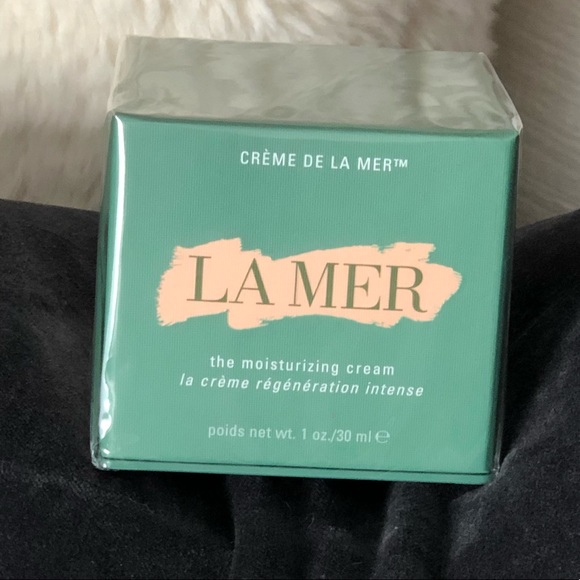 CRÈME DE LA MER™
LA MER
the moisturizing cream
la crème régénération intense
poids net wt. 1 oz./30 ml ℮